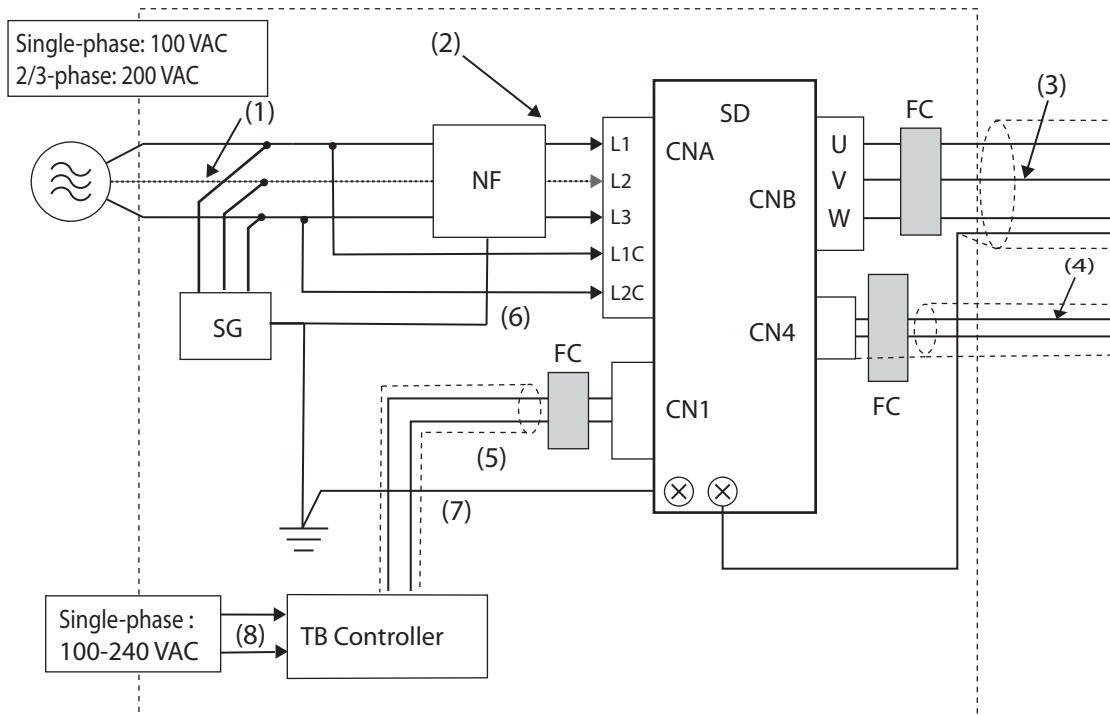 Single-phase: 100 VAC
2/3-phase: 200 VAC
(1)
(2)
(3)
(4)
NF
SG
L1
L2
L3
L1C
L2C
SD
CNA
CNB
U
V
W
FC
CN4
FC
(6)
FC
CN1
(5)
(7)
Single-phase :
100-240 VAC
(8)
TB Controller